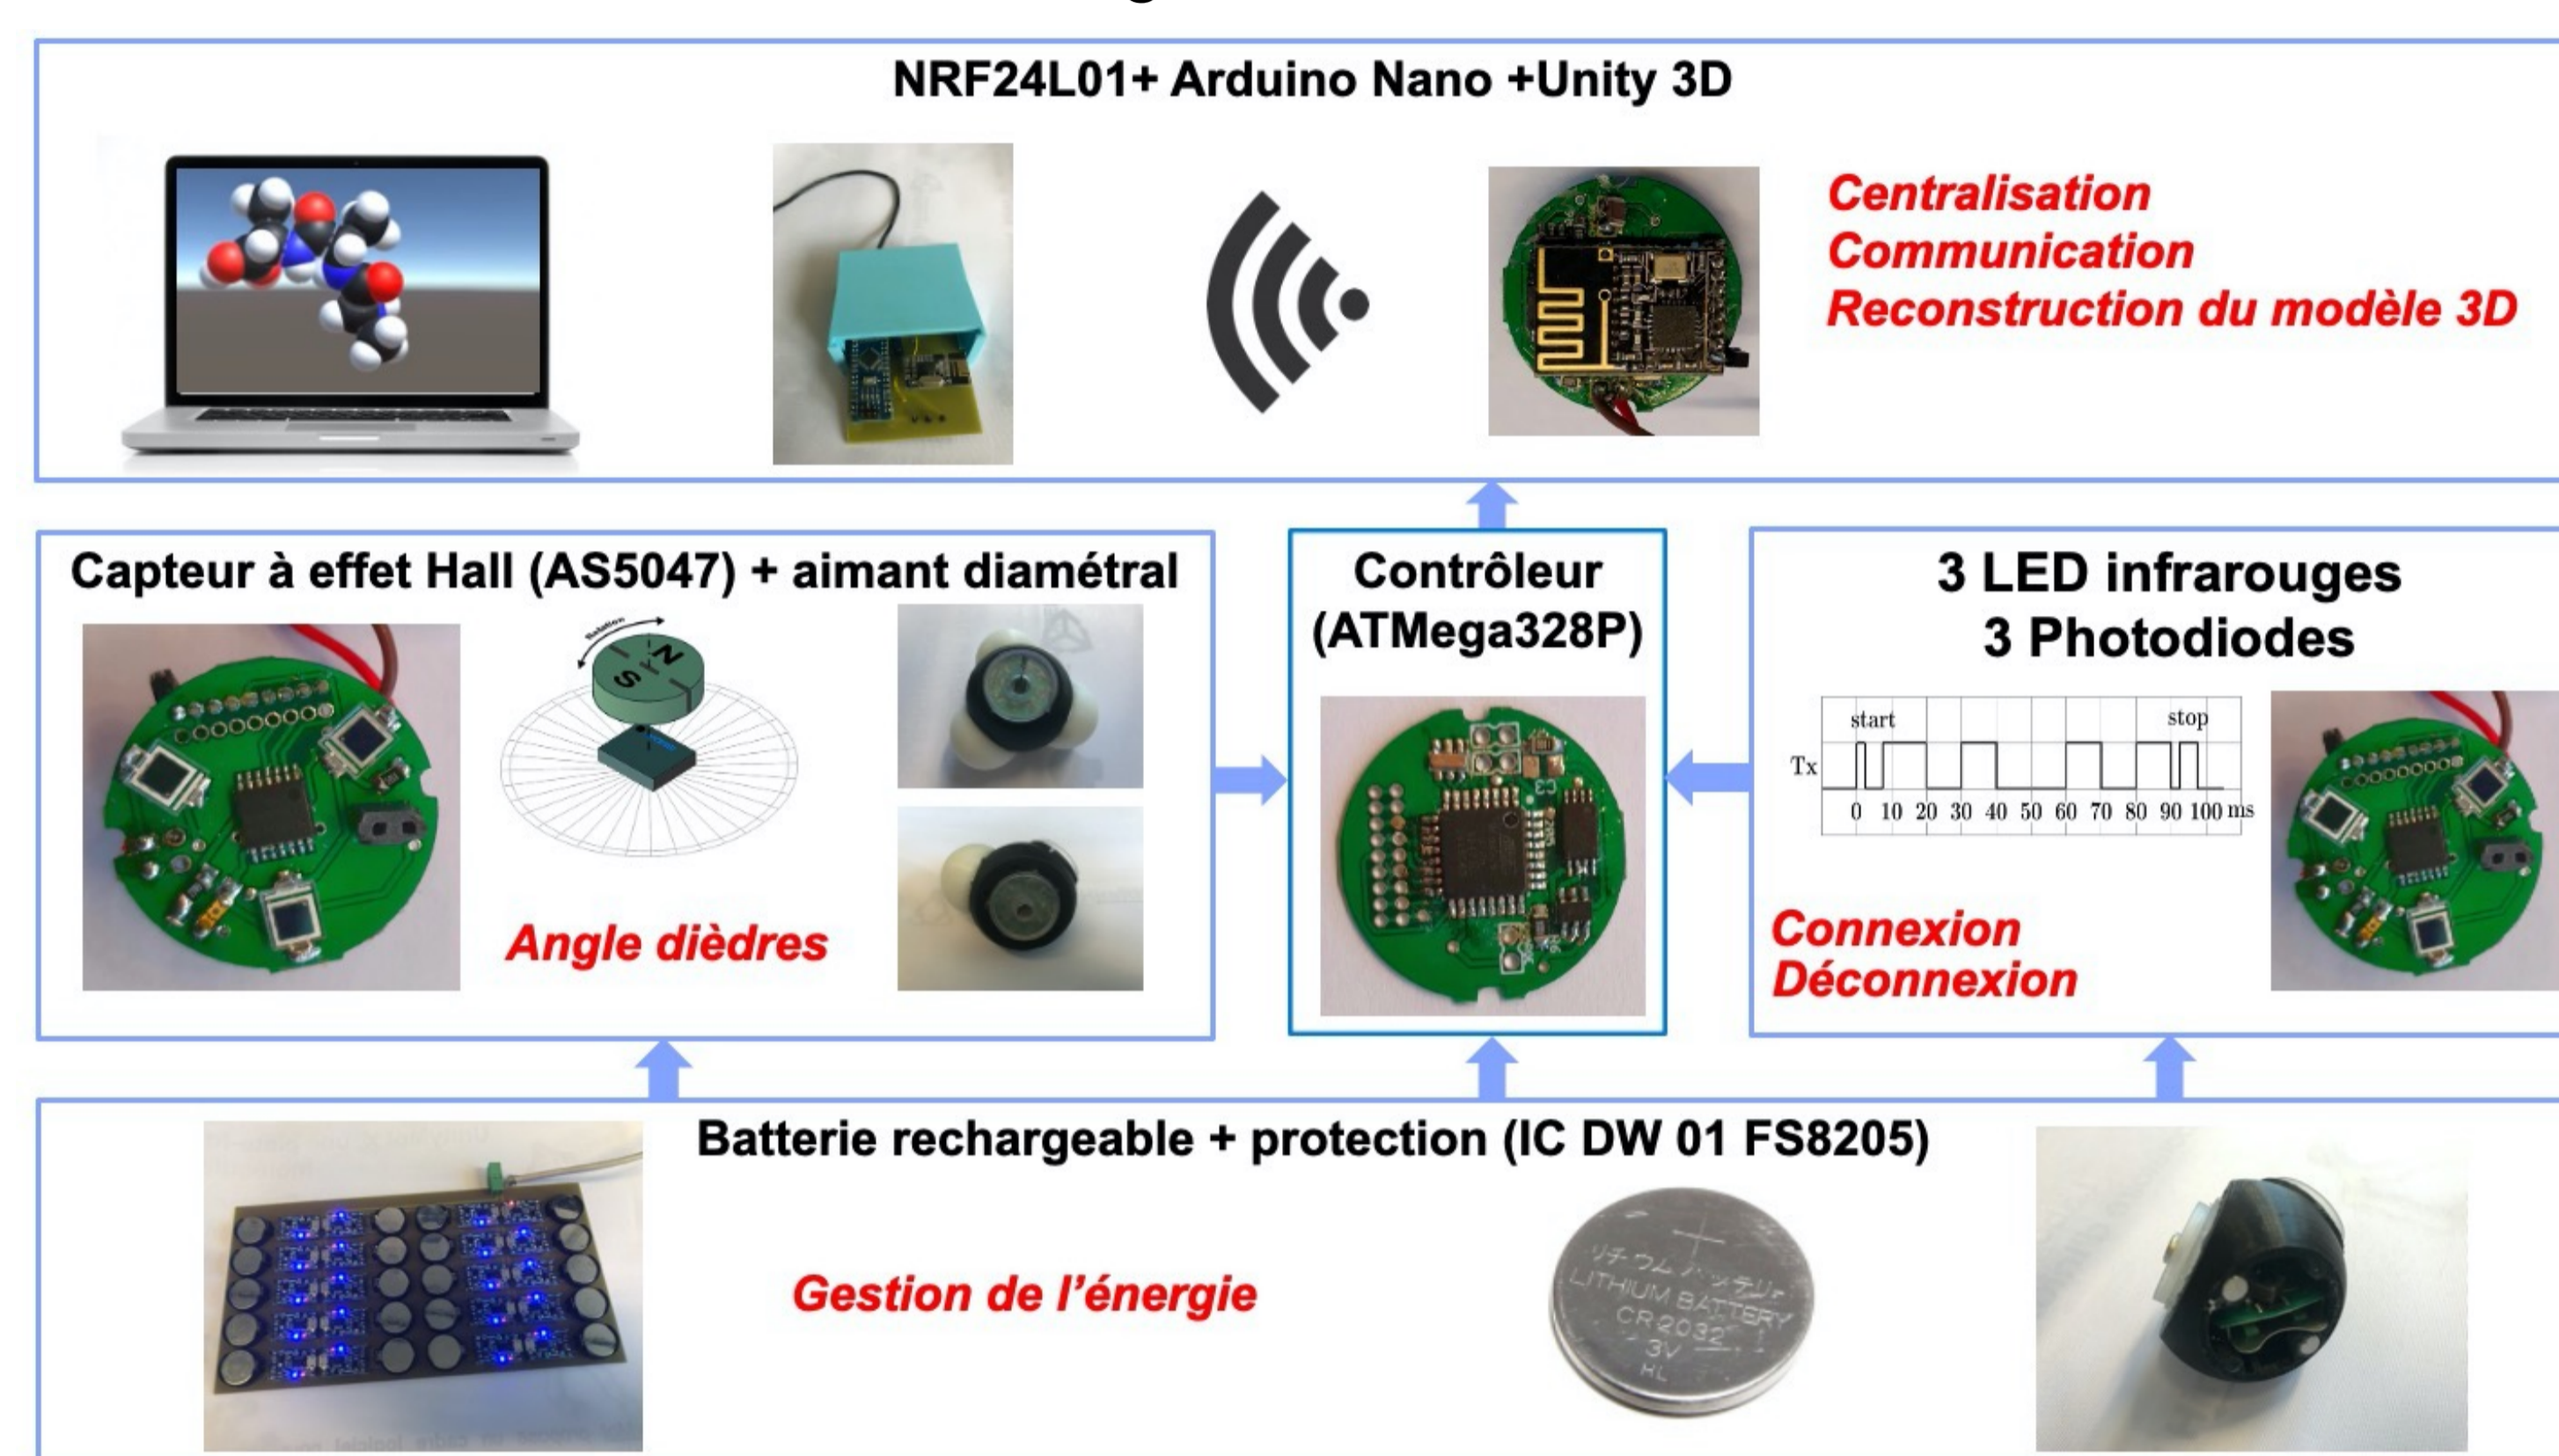 NRF24L01+ Arduino Nano +Unity 3D
Centralisation
Communication
Reconstruction du modèle 3D
Capteur à effet Hall (AS5047) + aimant diamétral
Rotation
N
S
Angle dièdres
Contrôleur
(ATMega328P)
3 LED infrarouges
3 Photodiodes
start stop
Tx
0 10 20 30 40 50 60 70 80 90 100 ms
Connexion
Déconnexion
Batterie rechargeable + protection (IC DW 01 FS8205)
Gestion de l’énergie
LITHIUM BATTERY
CR2032
3V